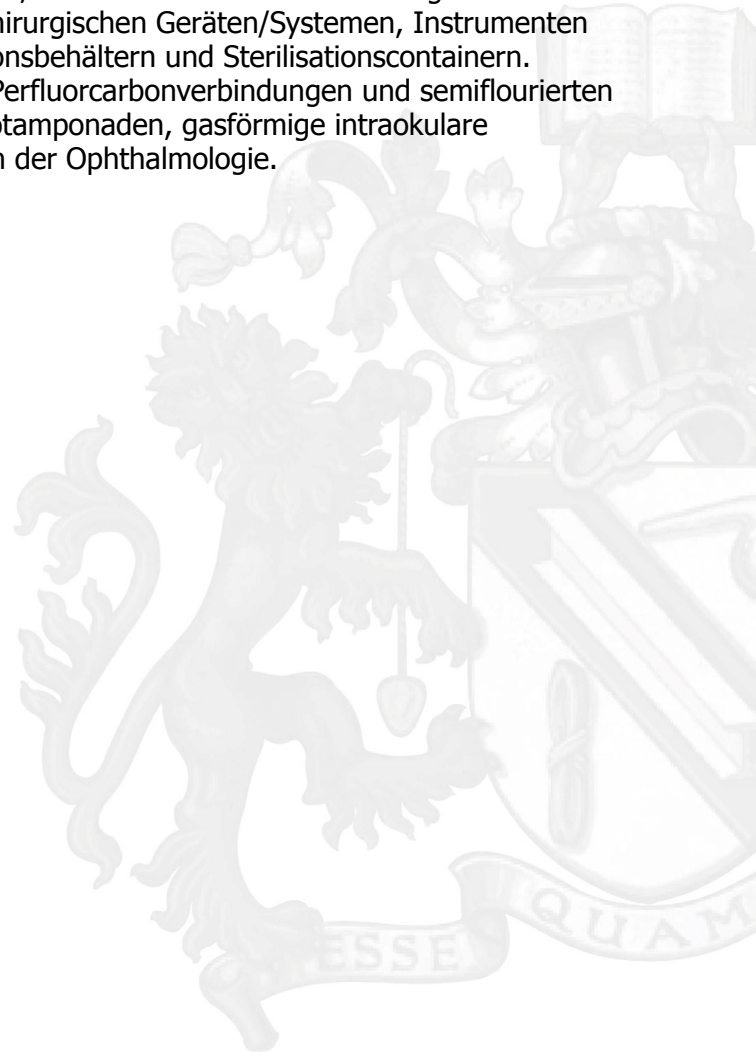 hirurgischen Geräten/Systemen, Instrumenten
onsbehältern und Sterilisationscontainern.
Perfluorcarbonverbindungen und semiflourierten
otamponaden, gasförmige intraokulare
n der Ophthalmologie.
ESSE QUAM